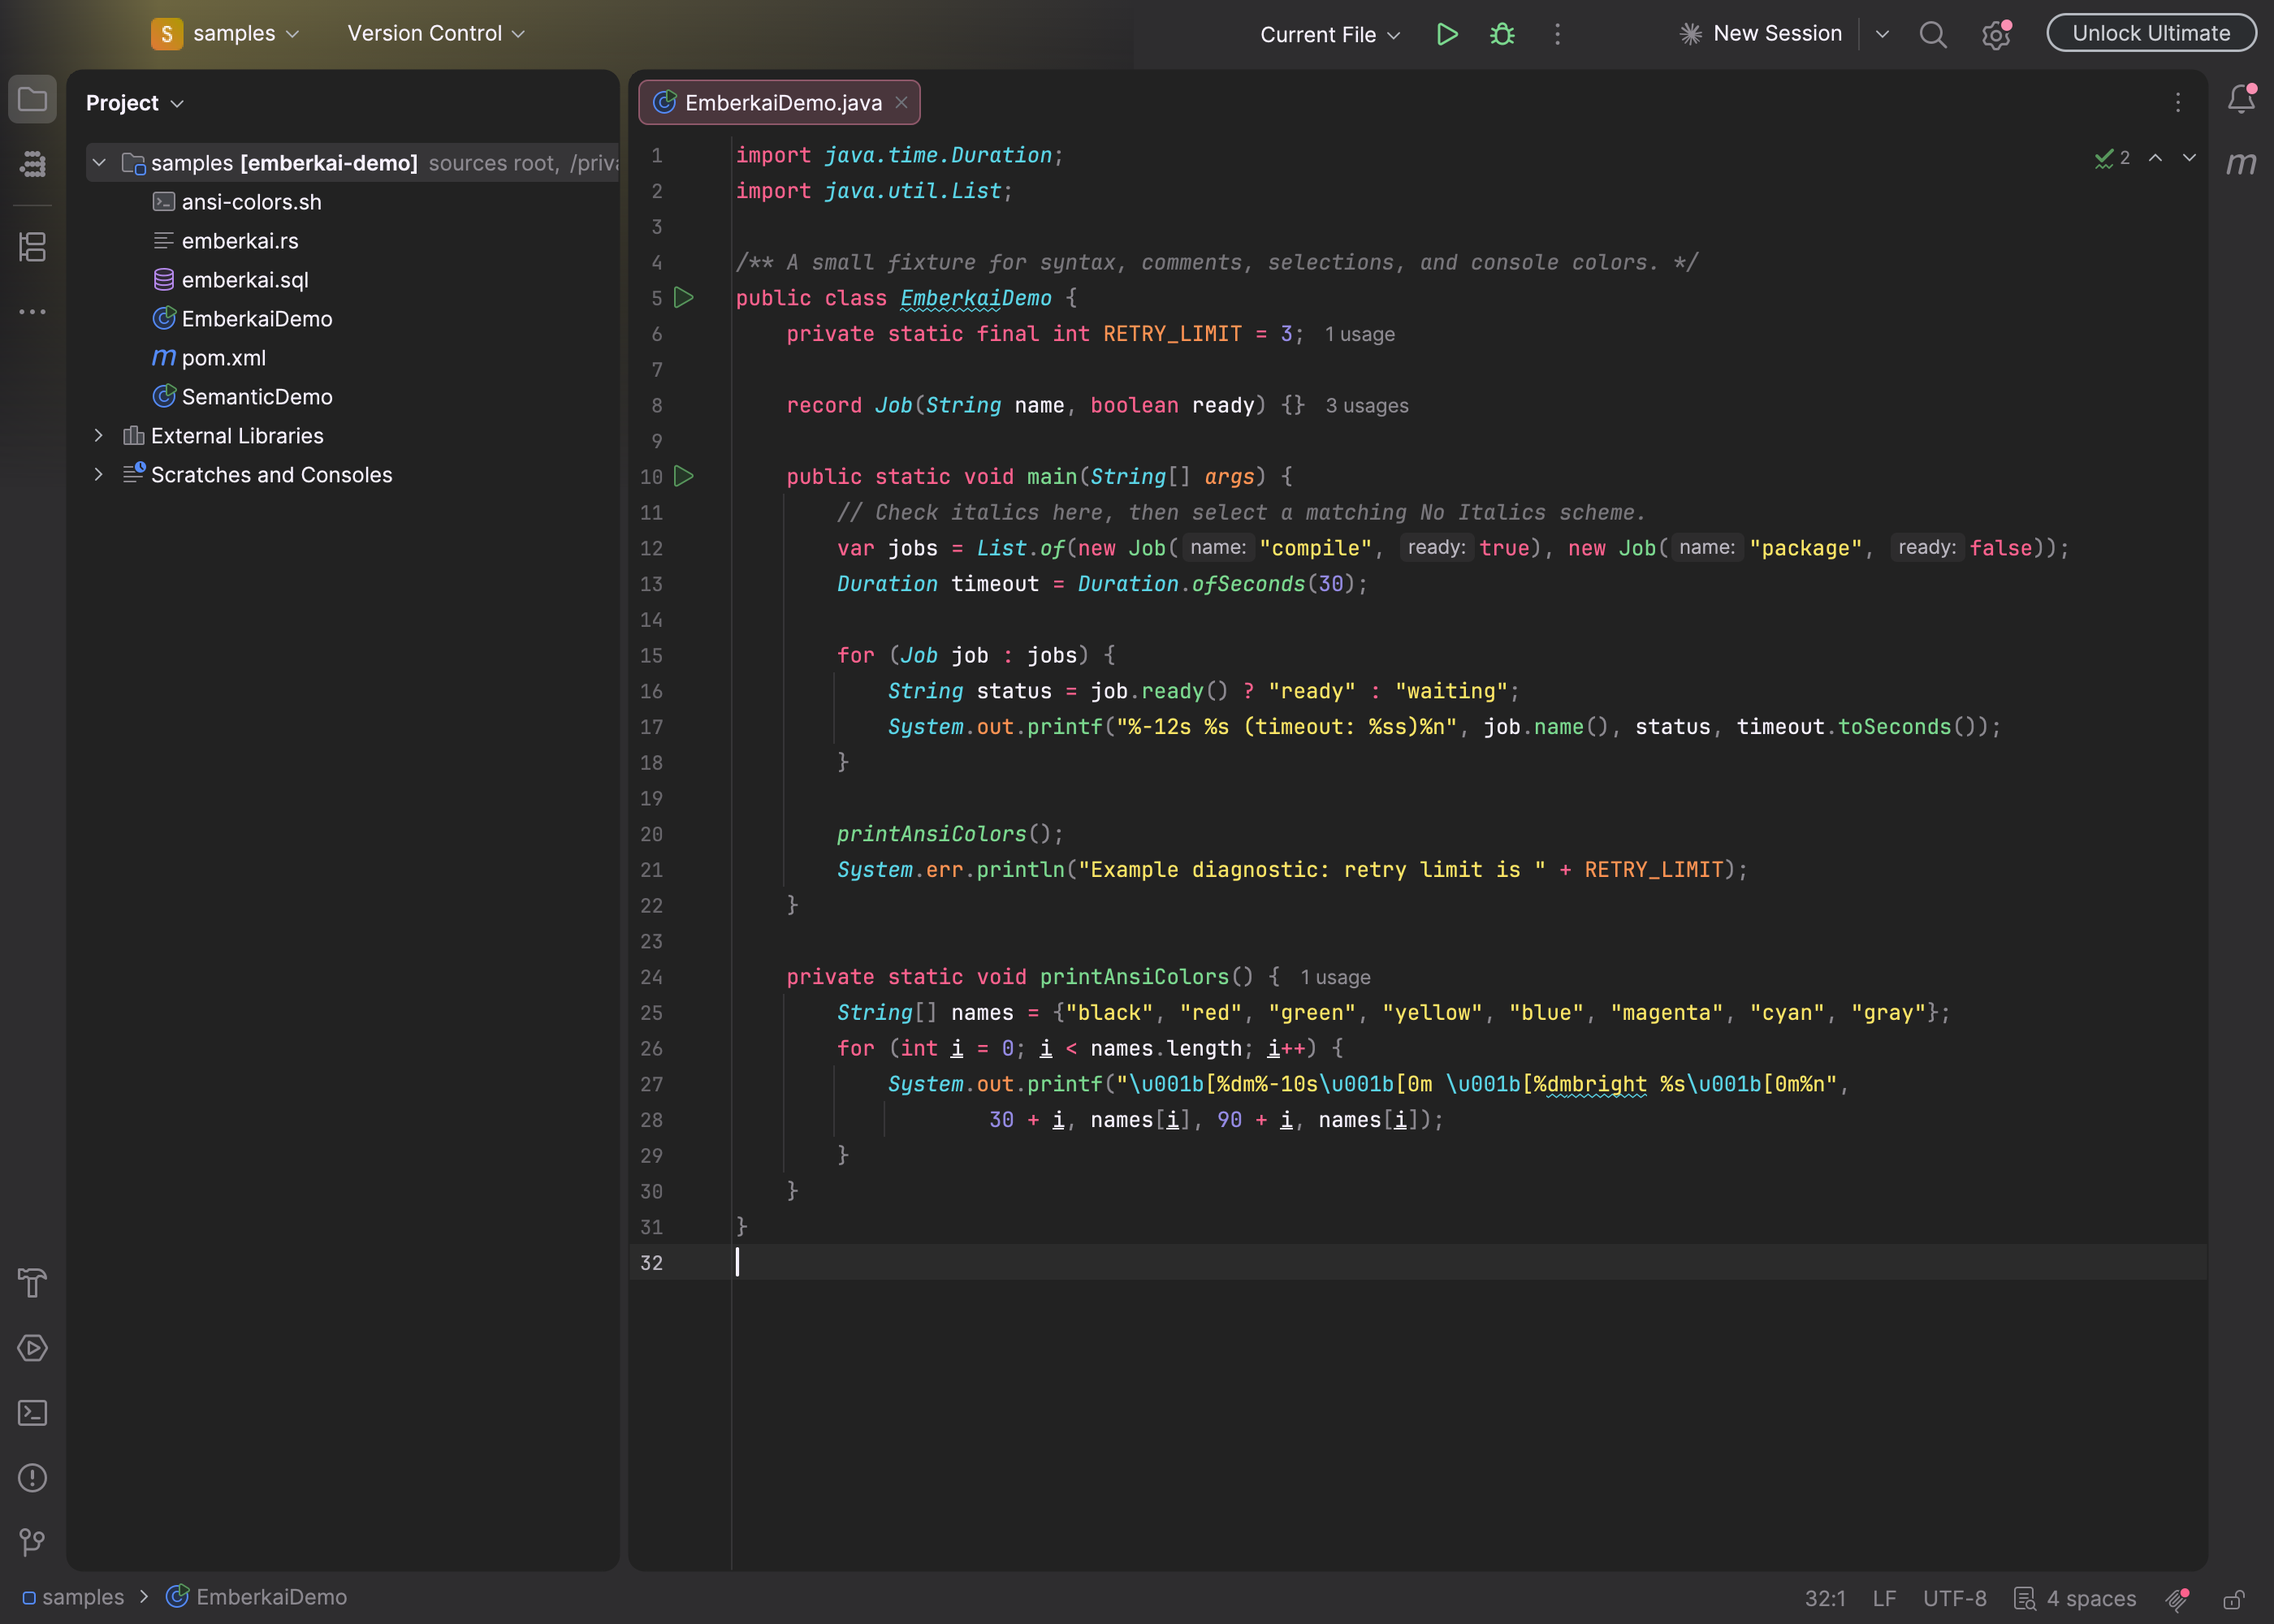 S samples Version Control Current File New Session Unlock Ultimate
Project
samples [emberkai-demo] sources root, /priva
ansi-colors.sh
emberkai.rs
emberkai.sql
EmberkaiDemo
m pom.xml
SemanticDemo
External Libraries
Scratches and Consoles
EmberkaiDemo.java
2
m
1 import java.time.Duration;
2 import java.util.List;
3
4 /** A small fixture for syntax, comments, selections, and console colors. */
5 public class EmberkaiDemo {
6     private static final int RETRY_LIMIT = 3; 1 usage
7
8     record Job(String name, boolean ready) {} 3 usages
9
10     public static void main(String[] args) {
11         // Check italics here, then select a matching No Italics scheme.
12         var jobs = List.of(new Job( name: "compile", ready: true), new Job( name: "package", ready: false));
13         Duration timeout = Duration.ofSeconds(30);
14
15         for (Job job : jobs) {
16             String status = job.ready() ? "ready" : "waiting";
17             System.out.printf("%-12s %s (timeout: %ss)%n", job.name(), status, timeout.toSeconds());
18         }
19
20         printAnsiColors();
21         System.err.println("Example diagnostic: retry limit is " + RETRY_LIMIT);
22     }
23
24     private static void printAnsiColors() { 1 usage
25         String[] names = {"black", "red", "green", "yellow", "blue", "magenta", "cyan", "gray"};
26         for (int i = 0; i < names.length; i++) {
27             System.out.printf("\u001b[%dm%-10s\u001b[0m \u001b[%dmbright %s\u001b[0m%n",
28                     30 + i, names[i], 90 + i, names[i]);
29         }
30     }
31 }
32
samples > EmberkaiDemo 32:1 LF UTF-8 4 spaces